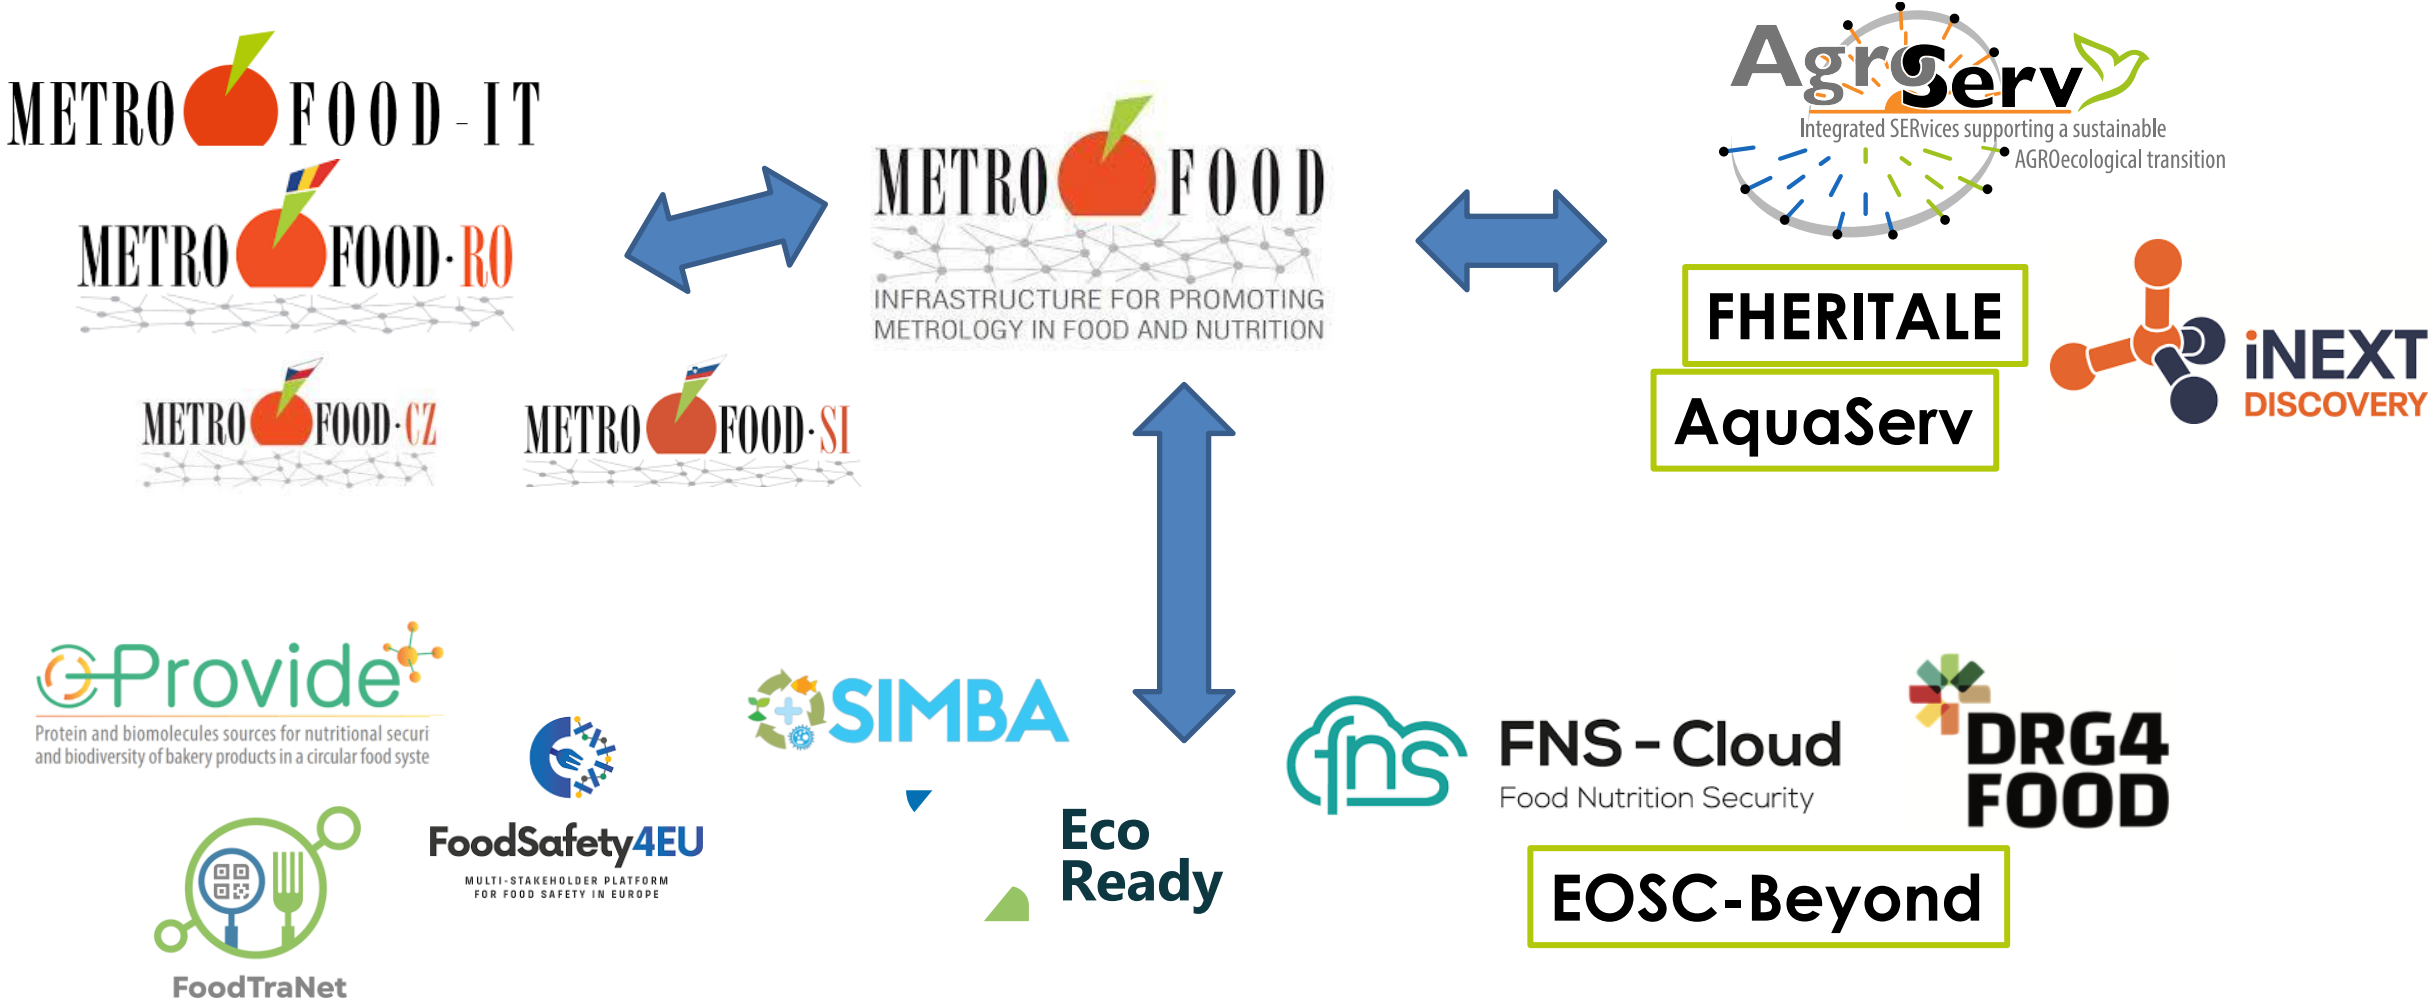 METRO FOOD-IT
METRO FOOD·RO
METRO FOOD·CZ
METRO FOOD·SI
METRO FOOD
INFRASTRUCTURE FOR PROMOTING
METROLOGY IN FOOD AND NUTRITION
AgroServ
Integrated SERvices supporting a sustainable
AGROecological transition
FHERITALE
AquaServ
iNEXT
DISCOVERY
Provide
Protein and biomolecules sources for nutritional securi
and biodiversity of bakery products in a circular food syste
FoodTraNet
FoodSafety4EU
MULTI-STAKEHOLDER PLATFORM
FOR FOOD SAFETY IN EUROPE
SIMBA
Eco
Ready
fns
FNS-Cloud
Food Nutrition Security
DRG4
FOOD
EOSC-Beyond